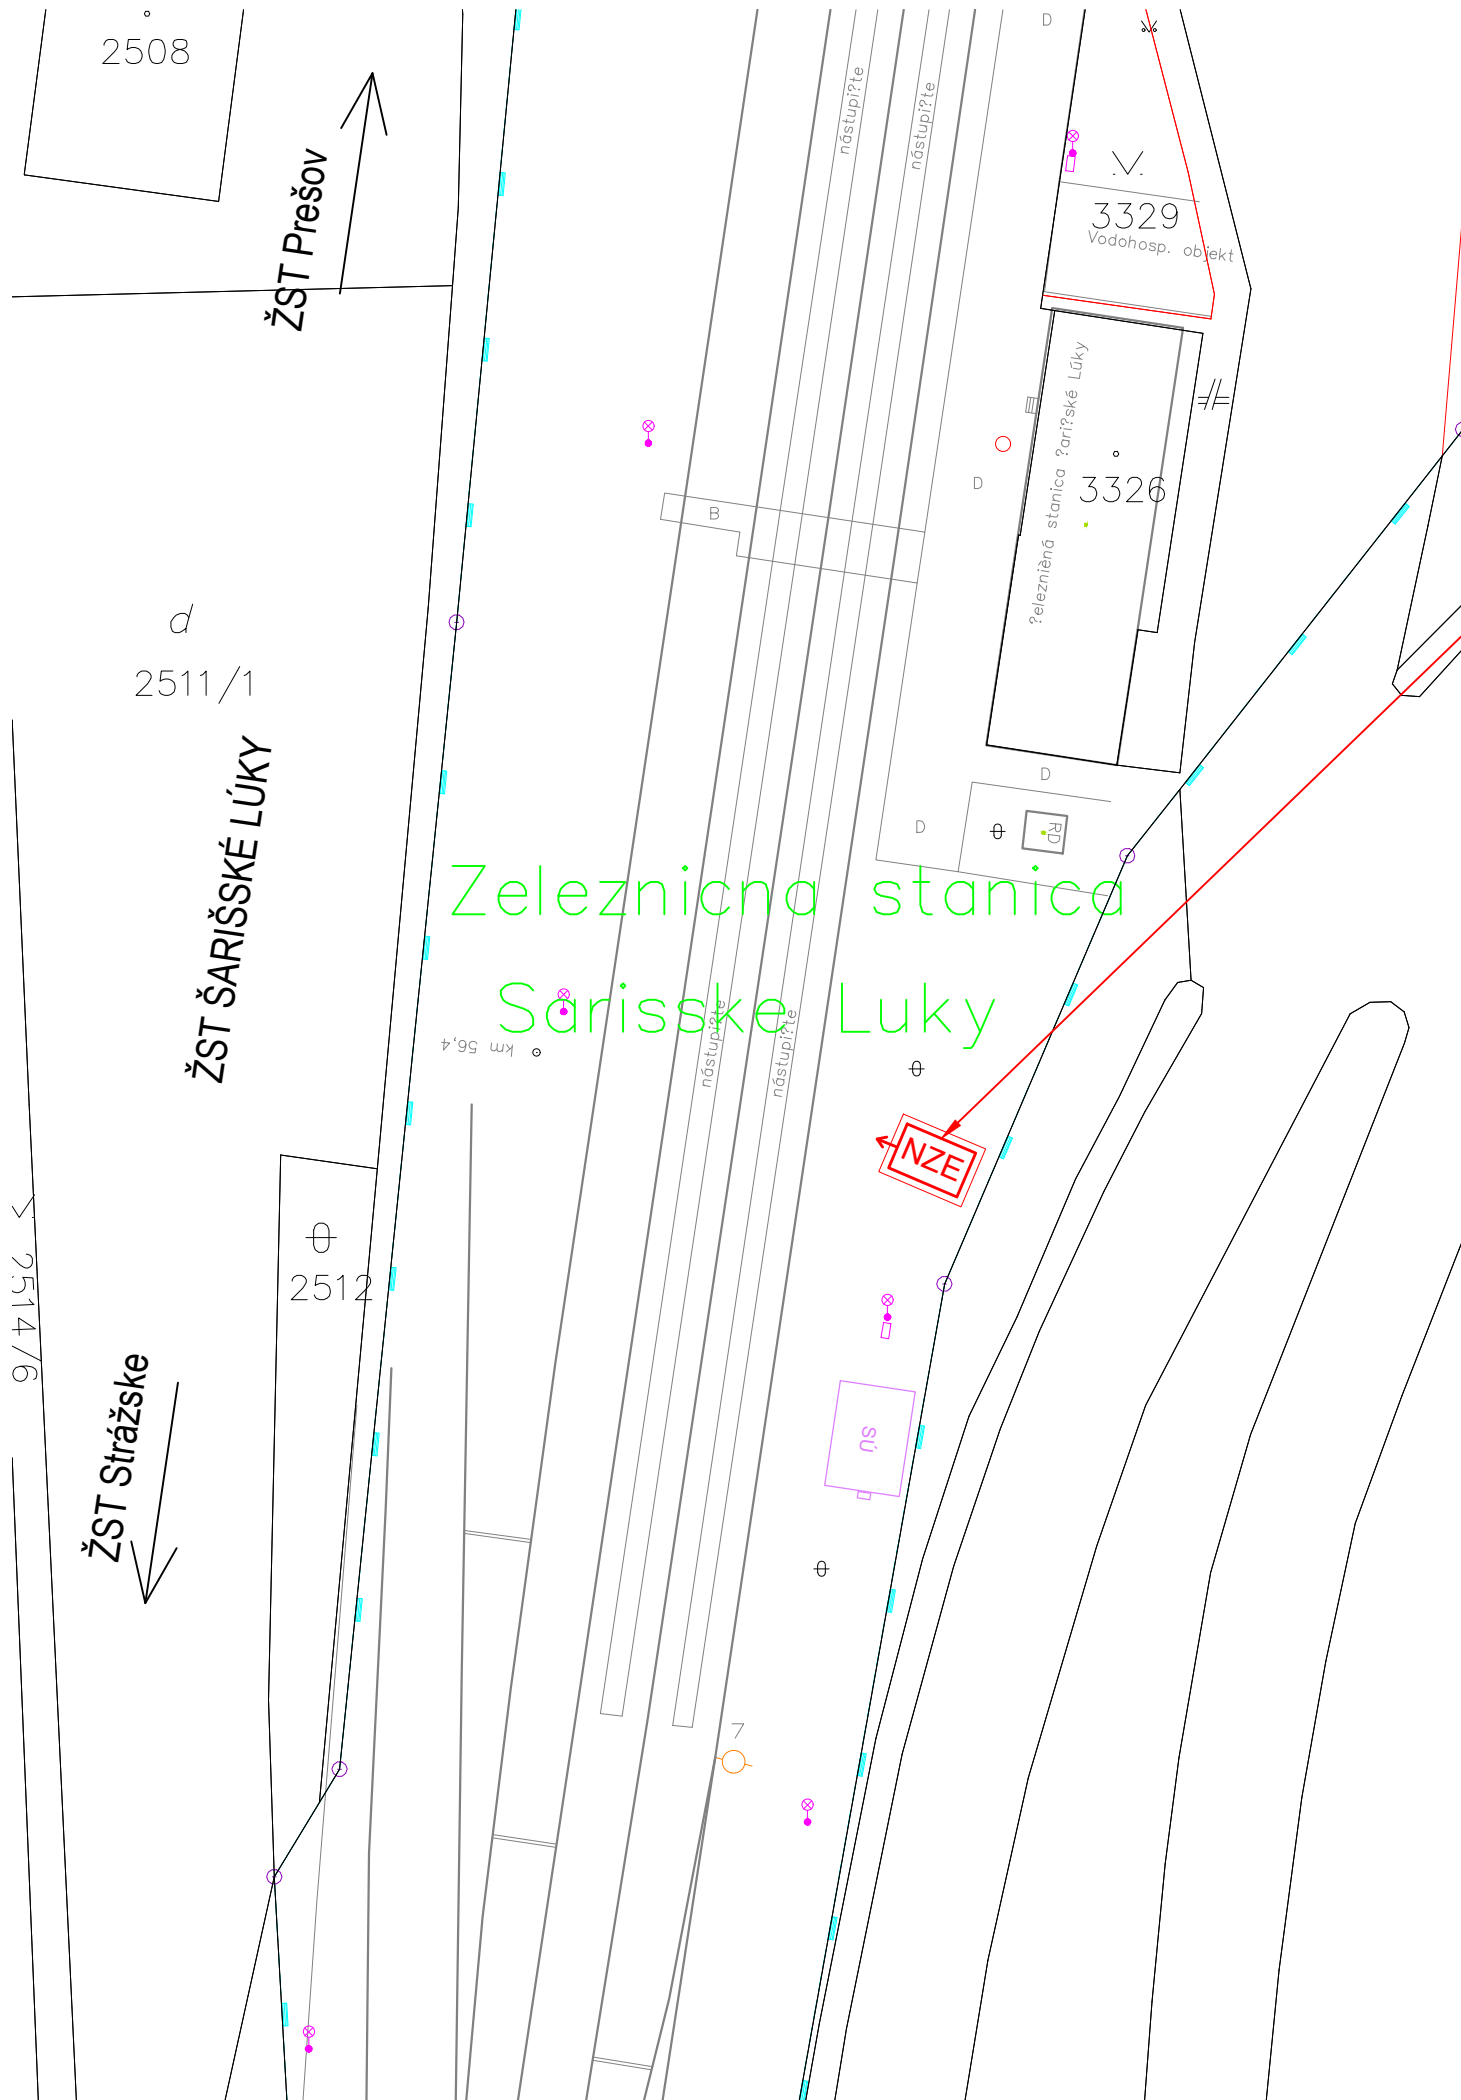 2508
nástupi?te
nástupi?te
D
ŽST Prešov
3329
Vodohosp. objekt
?eleznièná stanica ?ari?ské Lúky
3326
D
B
d
2511/1
ŽST ŠARIŠSKÉ LÚKY
D
D
RD
Zeleznicna stanica
Sarisske Luky
km 56,4
nástupi?te
nástupi?te
NZE
2512
2514/6
ŽST Strážske
SÚ
7